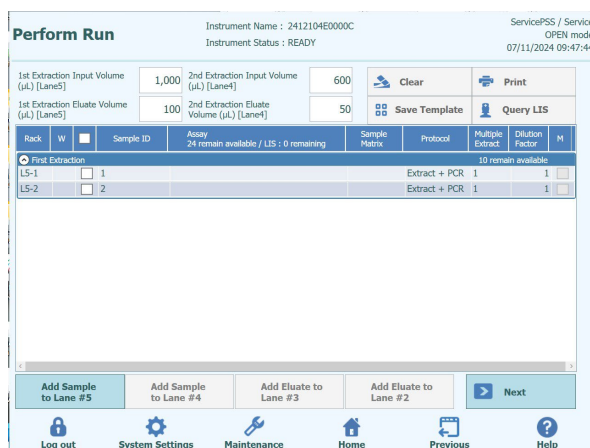 Perform Run
Instrument Name : 2412104E0000C
Instrument Status : READY
ServicePSS / Service
OPEN mode
07/11/2024 09:47:44
1st Extraction Input Volume
(µL) [Lane5]
1,000
2nd Extraction Input Volume
(µL) [Lane4]
600
Clear
Print
1st Extraction Eluate Volume
(µL) [Lane5]
100
2nd Extraction Eluate
Volume (µL) [Lane4]
50
Save Template
Query LIS
Rack W Sample ID Assay
24 remain available / LIS : 0 remaining
Sample
Matrix
Protocol
Multiple
Extract
Dilution
Factor
M
First Extraction 10 remain available
L5-1 1 Extract + PCR 1 1
L5-2 2 Extract + PCR 1 1
Add Sample
to Lane #5
Add Sample
to Lane #4
Add Eluate to
Lane #3
Add Eluate to
Lane #2
Next
Log out System Settings Maintenance Home Previous Help